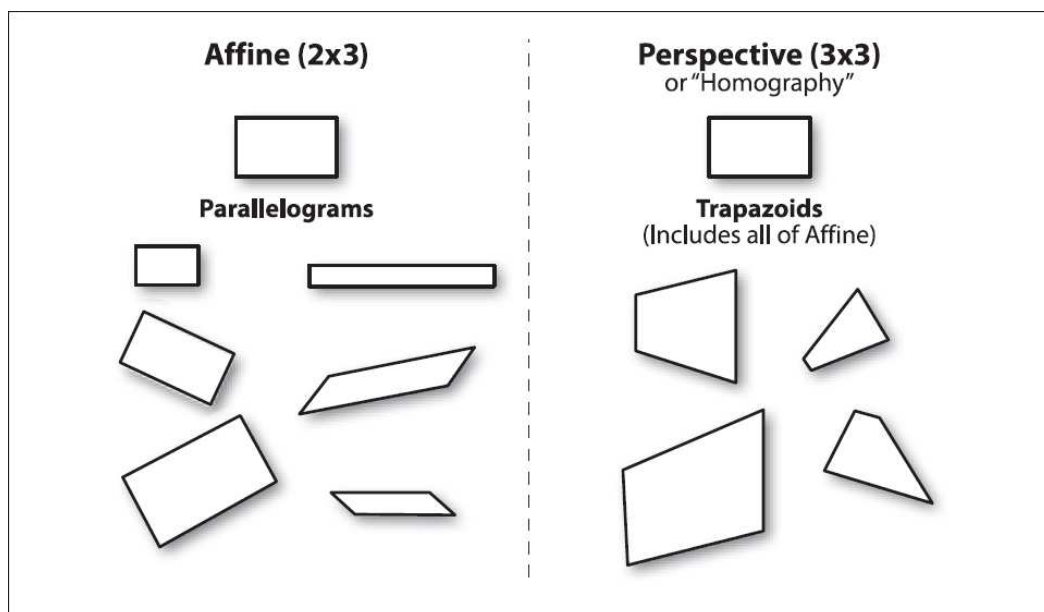 Affine (2x3)
Parallelograms
Perspective (3x3)
or “Homography”
Trapazoids
(Includes all of Affine)